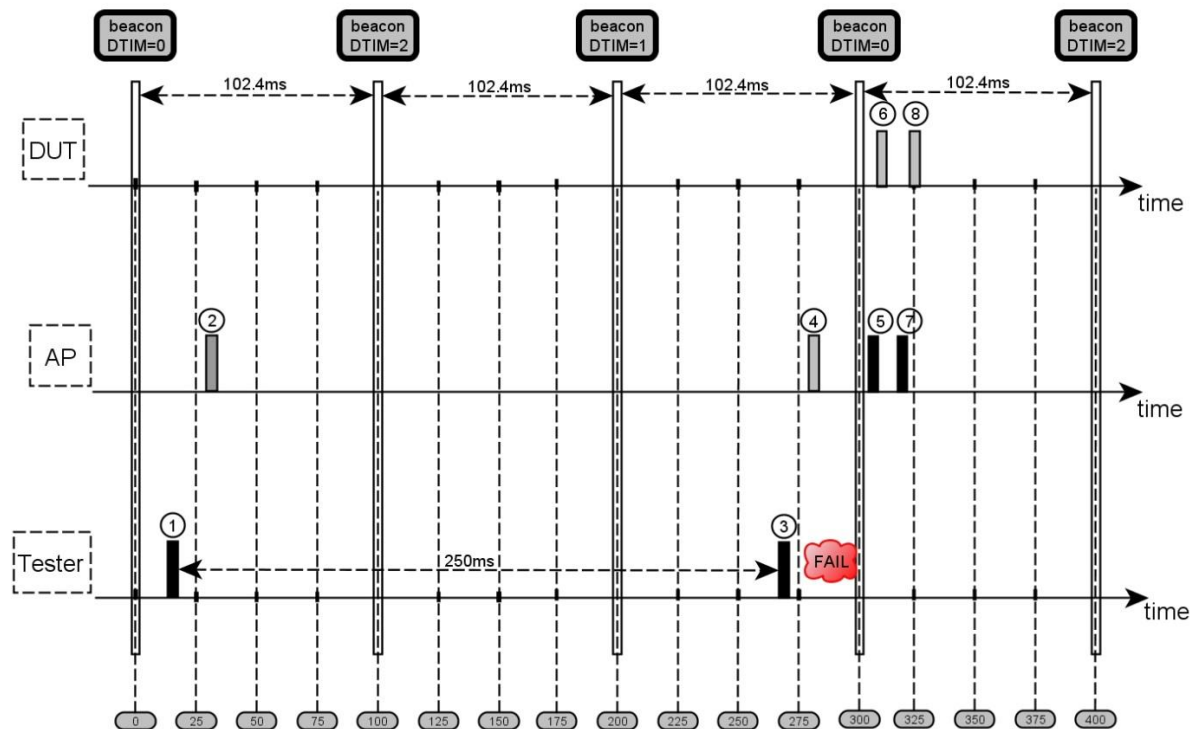 beacon
DTIM=0
beacon
DTIM=2
beacon
DTIM=1
beacon
DTIM=0
beacon
DTIM=2
102.4ms
102.4ms
102.4ms
102.4ms
6
8
DUT
time
2
4
5
7
AP
time
1
3
250ms
FAIL
Tester
time
0
25
50
75
100
125
150
175
200
225
250
275
300
325
350
375
400